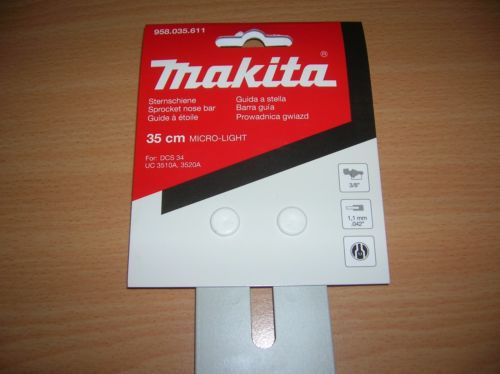 958.035.611
makita®
Sternschiene
Sprocket nose bar
Guide à étoile
Guida a stella
Barra guía
Prowadnica gwiazd
35 cm MICRO-LIGHT
For: DCS 34
UC 3510A, 3520A
3/8"
1,1 mm
.042"